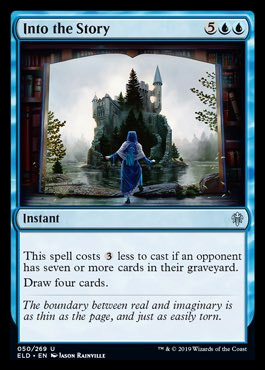 Into the Story 5
Instant
This spell costs 3 less to cast if an opponent
has seven or more cards in their graveyard.
Draw four cards.
The boundary between real and imaginary is
as thin as the page, and just as easily torn.
050/269 U
ELD • EN Jason Rainville
™ & © 2019 Wizards of the Coast